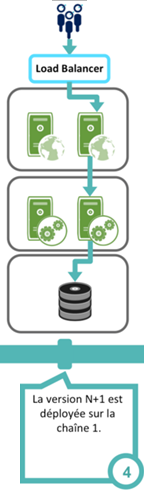 Load Balancer
La version N+1 est
déployée sur la
chaîne 1.
4